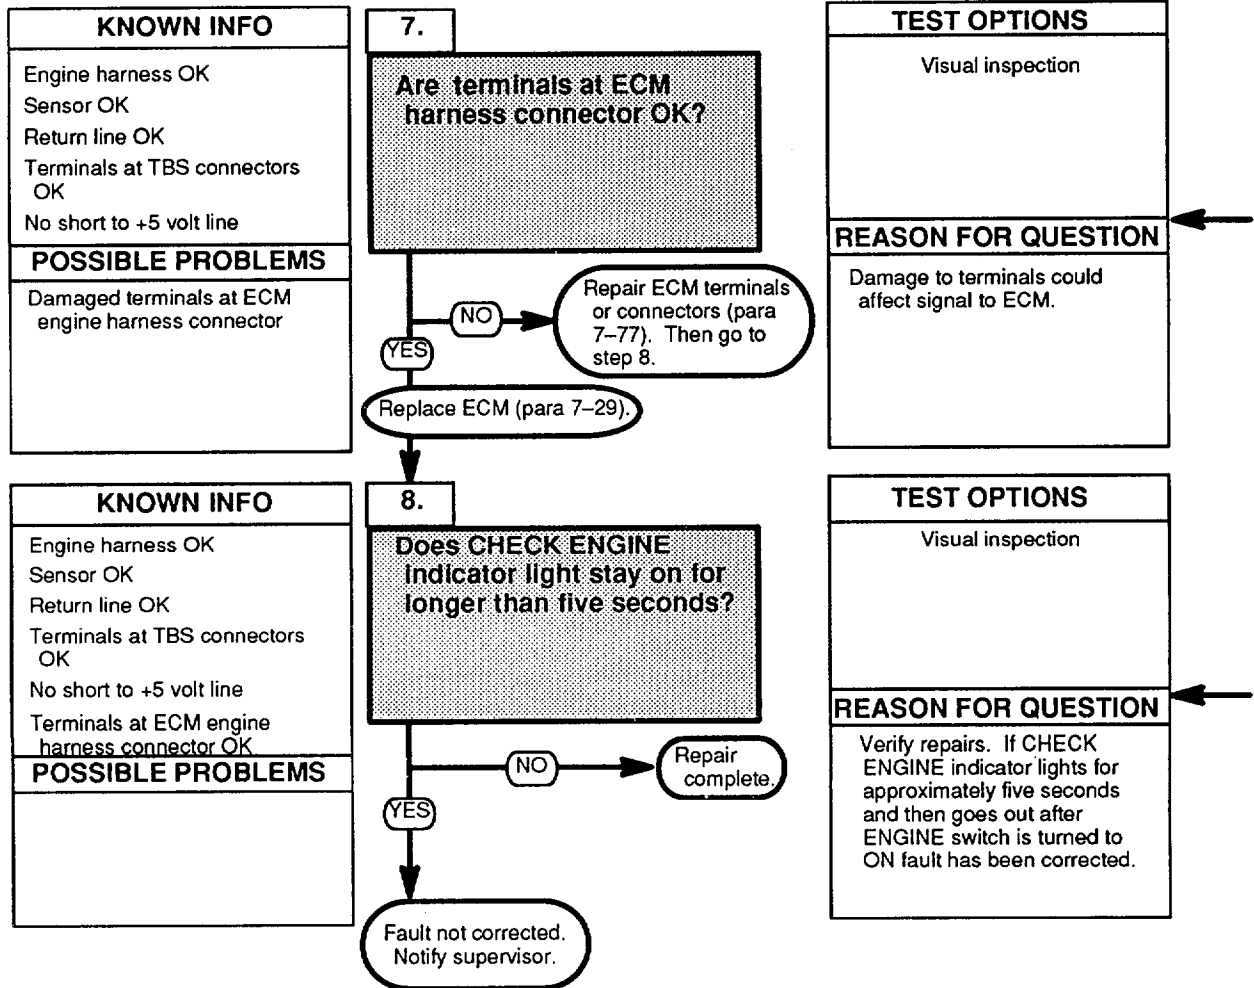 KNOWN INFO
Engine harness OK
Sensor OK
Return line OK
Terminals at TBS connectors
OK
No short to +5 volt line
POSSIBLE PROBLEMS
Damaged terminals at ECM
engine harness connector
7.
Are terminals at ECM
harness connector OK?
NO
Repair ECM terminals
or connectors (para
7–77). Then go to
step 8.
YES
Replace ECM (para 7–29).
TEST OPTIONS
Visual inspection
REASON FOR QUESTION
Damage to terminals could
affect signal to ECM.
KNOWN INFO
Engine harness OK
Sensor OK
Return line OK
Terminals at TBS connectors
OK
No short to +5 volt line
Terminals at ECM engine
harness connector OK
POSSIBLE PROBLEMS
8.
Does CHECK ENGINE
indicator light stay on for
longer than five seconds?
NO
Repair
complete.
YES
Fault not corrected.
Notify supervisor.
TEST OPTIONS
Visual inspection
REASON FOR QUESTION
Verify repairs. If CHECK
ENGINE indicator lights for
approximately five seconds
and then goes out after
ENGINE switch is turned to
ON fault has been corrected.